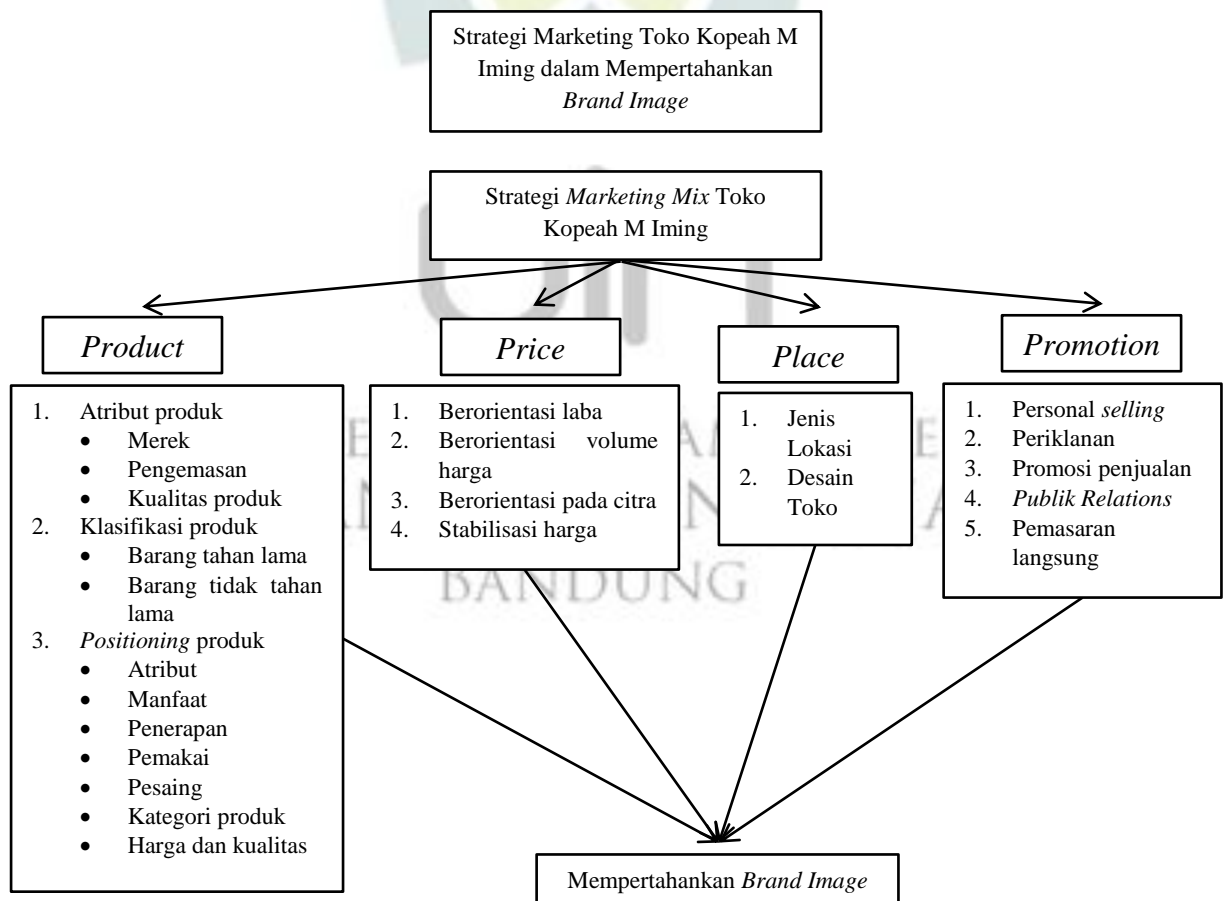 Strategi Marketing Toko Kopeah M
Iming dalam Mempertahankan
Brand Image
Strategi Marketing Mix Toko
Kopeah M Iming
Product
1. Atribut produk
• Merek
• Pengemasan
• Kualitas produk
2. Klasifikasi produk
• Barang tahan lama
• Barang tidak tahan
lama
3. Positioning produk
• Atribut
• Manfaat
• Penerapan
• Pemakai
• Pesaing
• Kategori produk
• Harga dan kualitas
Price
1. Berorientasi laba
2. Berorientasi volume
harga
3. Berorientasi pada citra
4. Stabilisasi harga
Place
1. Jenis
Lokasi
2. Desain
Toko
Promotion
1. Personal selling
2. Periklanan
3. Promosi penjualan
4. Publik Relations
5. Pemasaran
langsung
BANDUNG
Mempertahankan Brand Image